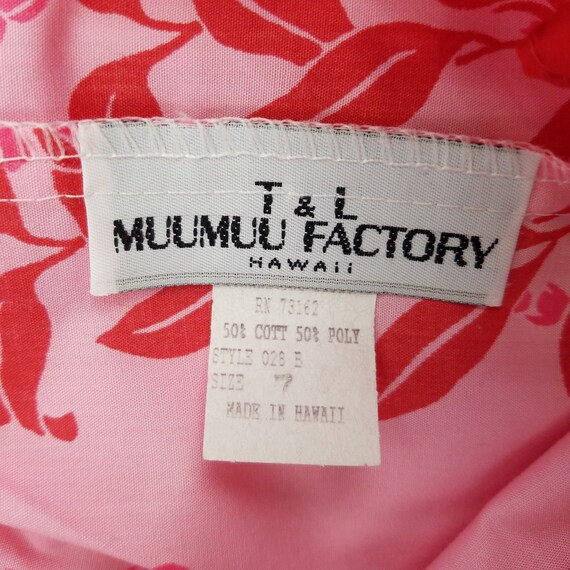 T & L
MUUMUU FACTORY
HAWAII
RN 73162
50% COTT 50% POLY
STYLE 028 B
SIZE 7
MADE IN HAWAII